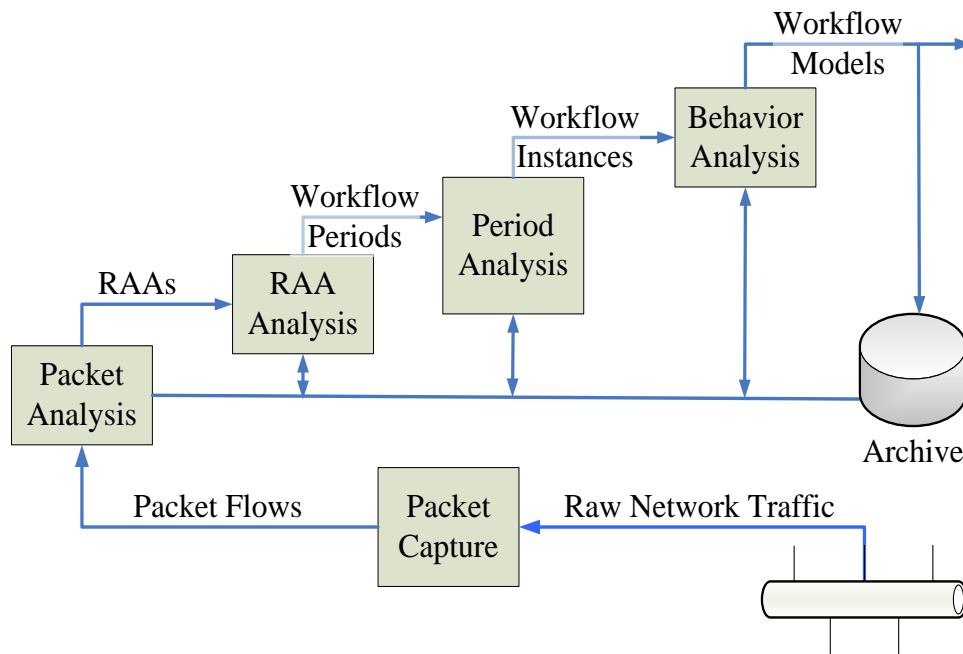 Workflow
Models
Workflow
Instances
Behavior
Analysis
Workflow
Periods
Period
Analysis
RAAs
RAA
Analysis
Packet
Analysis
Archive
Packet Flows
Packet
Capture
Raw Network Traffic